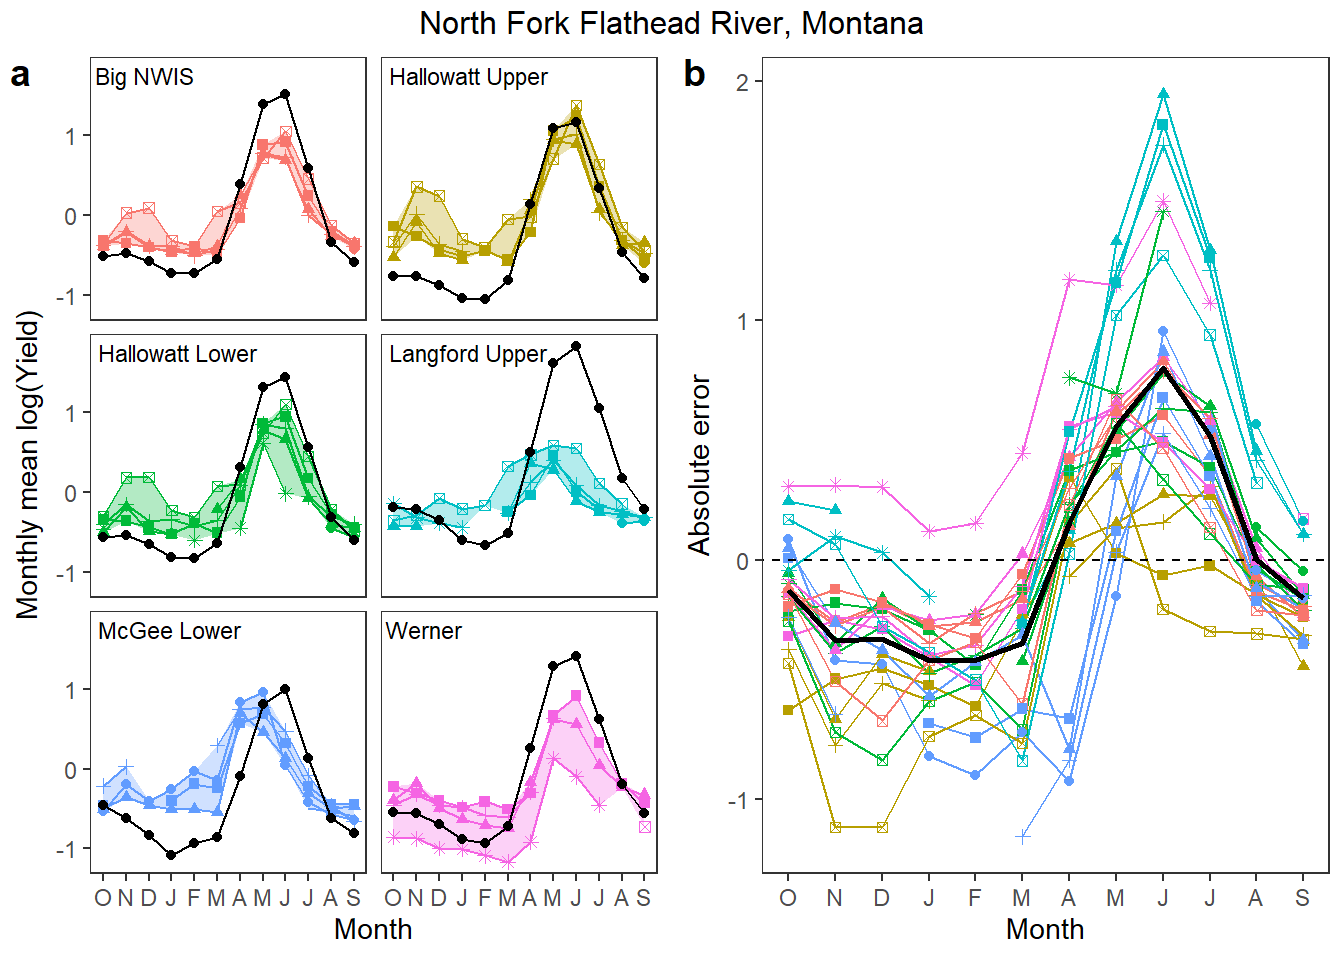 North Fork Flathead River, Montana
a
b
Big NWIS
Hallowatt Upper
Hallowatt Lower
Langford Upper
McGee Lower
Werner
Monthly mean log(Yield)
1
0
-1
1
0
-1
1
0
-1
O N D J F M A M J J A S
O N D J F M A M J J A S
Month
Absolute error
2
1
0
-1
O N D J F M A M J J A S
Month